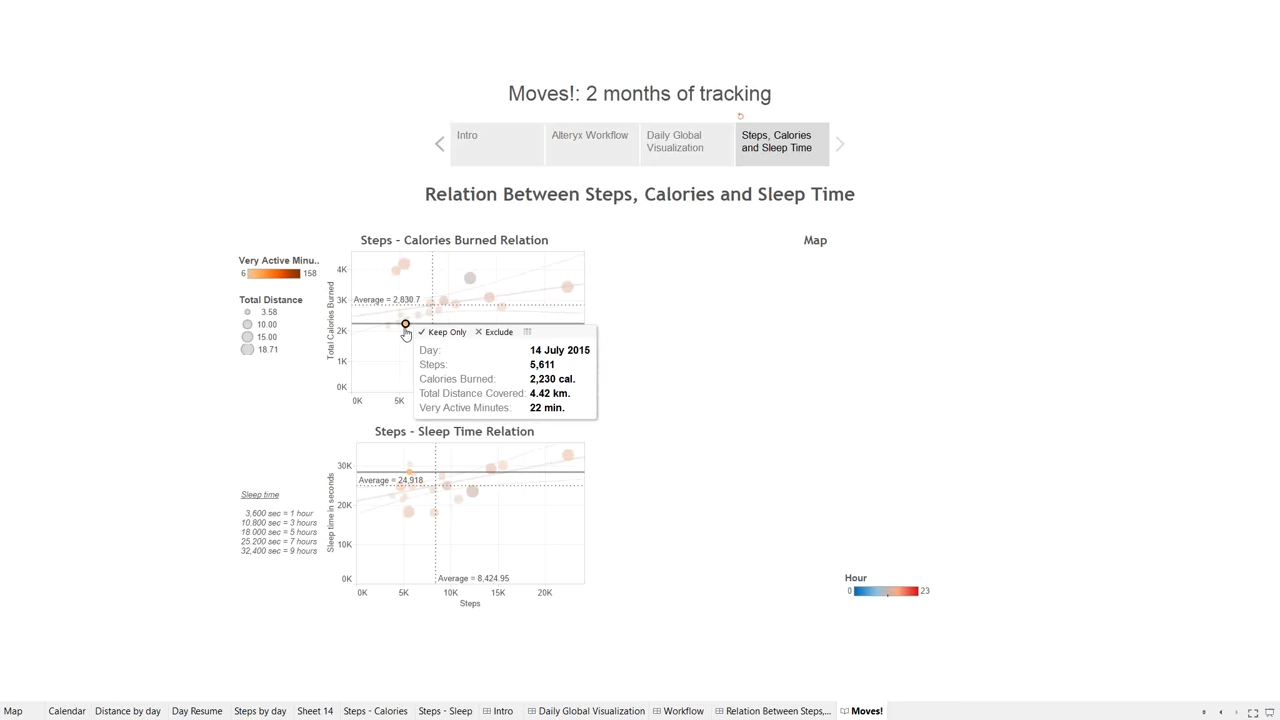 Moves!: 2 months of tracking
Intro
Alteryx Workflow
Daily Global
Visualization
Steps, Calories
and Sleep Time
Relation Between Steps, Calories and Sleep Time
Steps - Calories Burned Relation
Map
Very Active Minu..
6 158
Total Distance
3.58
10.00
15.00
18.71
Total Calories Burned
4K
3K
2K
1K
0K
Average = 2,830.7
0K 5K
Keep Only Exclude
Day: 14 July 2015
Steps: 5,611
Calories Burned: 2,230 cal.
Total Distance Covered: 4.42 km.
Very Active Minutes: 22 min.
Steps - Sleep Time Relation
Sleep time in seconds
30K
20K
10K
0K
Average = 24,918
Average = 8,424.95
0K 5K 10K 15K 20K
Steps
Sleep time
3,600 sec = 1 hour
10.800 sec = 3 hours
18.000 sec = 5 hours
25.200 sec = 7 hours
32,400 sec = 9 hours
Hour
0 23
Map Calendar Distance by day Day Resume Steps by day Sheet 14 Steps - Calories Steps - Sleep Intro Daily Global Visualization Workflow Relation Between Steps,... Moves!